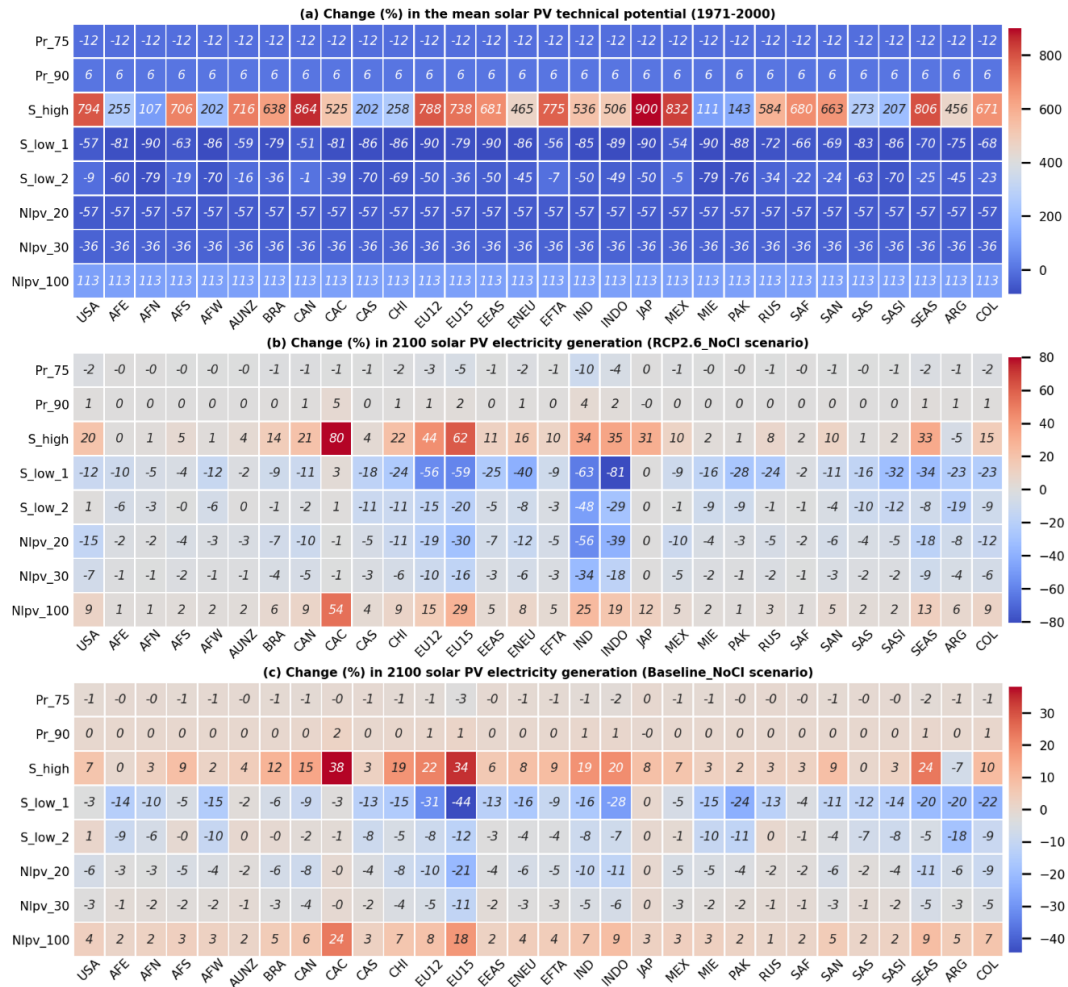 (a) Change (%) in the mean solar PV technical potential (1971-2000)
Pr_75 -12 -12 -12 -12 -12 -12 -12 -12 -12 -12 -12 -12 -12 -12 -12 -12 -12 -12 -12 -12 -12 -12 -12 -12 -12 -12 -12 -12 -12 -12
Pr_90 6 6 6 6 6 6 6 6 6 6 6 6 6 6 6 6 6 6 6 6 6 6 6 6 6 6 6 6 6 6
S_high 794 255 107 706 202 716 638 864 525 202 258 788 738 681 465 775 536 506 900 832 111 143 584 680 663 273 207 806 456 671
S_low_1 -57 -81 -90 -63 -86 -59 -79 -51 -81 -86 -86 -90 -79 -90 -90 -56 -85 -89 -90 -54 -90 -88 -72 -66 -69 -83 -86 -70 -75 -68
S_low_2 -9 -60 -79 -19 -70 -16 -36 -1 -39 -70 -69 -50 -36 -50 -45 -7 -50 -49 -50 -5 -79 -76 -34 -22 -24 -63 -70 -25 -45 -23
NIpv_20 -57 -57 -57 -57 -57 -57 -57 -57 -57 -57 -57 -57 -57 -57 -57 -57 -57 -57 -57 -57 -57 -57 -57 -57 -57 -57 -57 -57 -57 -57
NIpv_30 -36 -36 -36 -36 -36 -36 -36 -36 -36 -36 -36 -36 -36 -36 -36 -36 -36 -36 -36 -36 -36 -36 -36 -36 -36 -36 -36 -36 -36 -36
NIpv_100 113 113 113 113 113 113 113 113 113 113 113 113 113 113 113 113 113 113 113 113 113 113 113 113 113 113 113 113 113 113
USA AFE AFN AFS AFW AUNZ BRA CAN CAC CAS CHI EU12 EU15 EEAS ENEU EFTA IND INDO JAP MEX MIE PAK RUS SAF SAN SAS SASI SEAS ARG COL
800
600
400
200
0
(b) Change (%) in 2100 solar PV electricity generation (RCP2.6_NoCI scenario)
Pr_75 -2 -0 -0 -0 -0 -0 -1 -1 -1 -1 -2 -3 -5 -1 -2 -1 -10 -4 -0 -1 -0 -0 -1 -0 -1 -0 -1 -2 -1 -2
Pr_90 1 0 0 0 0 0 0 1 5 0 1 1 2 0 1 0 4 2 -0 0 0 0 0 0 0 0 0 1 1 1
S_high 20 0 1 5 1 4 14 21 80 4 22 44 62 11 16 10 34 35 31 10 2 1 8 2 10 1 2 33 -5 15
S_low_1 -12 -10 -5 -4 -12 -2 -9 -11 3 -18 -24 -56 -59 -25 -40 -9 -63 -81 0 -9 -16 -28 -24 -2 -11 -16 -32 -34 -23 -23
S_low_2 1 -6 -3 -0 -6 0 -1 -2 1 -11 -11 -15 -20 -5 -8 -3 -48 -29 0 -1 -9 -9 -1 -1 -4 -10 -12 -8 -19 -9
NIpv_20 -15 -2 -2 -4 -3 -3 -7 -10 -1 -5 -11 -19 -30 -7 -12 -5 -56 -39 0 -10 -4 -3 -5 -2 -6 -4 -5 -18 -8 -12
NIpv_30 -7 -1 -1 -2 -1 -1 -4 -5 -1 -3 -6 -10 -16 -3 -6 -3 -34 -18 0 -5 -2 -1 -2 -1 -3 -2 -2 -9 -4 -6
NIpv_100 9 1 1 2 2 2 6 9 54 4 9 15 29 5 8 5 25 19 12 5 2 1 3 1 5 2 2 13 6 9
USA AFE AFN AFS AFW AUNZ BRA CAN CAC CAS CHI EU12 EU15 EEAS ENEU EFTA IND INDO JAP MEX MIE PAK RUS SAF SAN SAS SASI SEAS ARG COL
80
60
40
20
0
−20
−40
−60
−80
(c) Change (%) in 2100 solar PV electricity generation (Baseline_NoCI scenario)
Pr_75 -1 -0 -0 -1 -1 -0 -1 -1 -0 -1 -1 -1 -3 -0 -1 -1 -1 -2 -0 -1 -1 -0 -0 -0 -1 -0 -0 -2 -1 -1
Pr_90 0 0 0 0 0 0 0 0 2 0 0 1 1 0 0 0 1 1 -0 0 0 0 0 0 0 0 0 1 0 1
S_high 7 0 3 9 2 4 12 15 38 3 19 22 34 6 8 9 19 20 8 7 3 2 3 3 9 0 3 24 -7 10
S_low_1 -3 -14 -10 -5 -15 -2 -6 -9 -3 -13 -15 -31 -44 -13 -16 -9 -16 -28 0 -5 -15 -24 -13 -4 -11 -12 -14 -20 -20 -22
S_low_2 1 -9 -6 -0 -10 0 -0 -2 -1 -8 -5 -8 -12 -3 -4 -4 -8 -7 0 -1 -10 -11 0 -1 -4 -7 -8 -5 -18 -9
NIpv_20 -6 -3 -3 -5 -4 -2 -6 -8 -0 -4 -8 -10 -21 -4 -5 -6 -10 -11 0 -5 -5 -4 -2 -2 -6 -3 -4 -11 -6 -9
NIpv_30 -3 -1 -2 -2 -2 -1 -3 -4 -0 -2 -4 -5 -11 -2 -2 -3 -5 -6 0 -3 -2 -2 -1 -1 -3 -1 -2 -5 -3 -5
NIpv_100 4 2 2 3 3 2 5 6 24 3 7 8 18 2 4 4 7 9 3 3 3 2 1 2 5 2 2 9 5 7
USA AFE AFN AFS AFW AUNZ BRA CAN CAC CAS CHI EU12 EU15 EEAS ENEU EFTA IND INDO JAP MEX MIE PAK RUS SAF SAN SAS SASI SEAS ARG COL
30
20
10
0
−10
−20
−30
−40